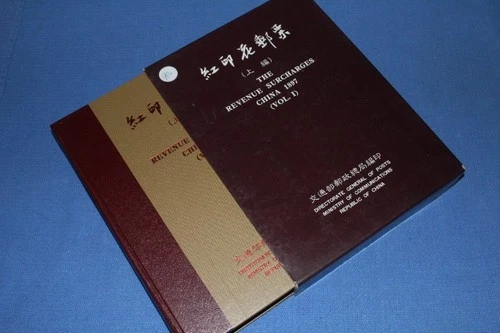 紅印花郵票
(上編)
THE
REVENUE SURCHARGES
CHINA 1897
(VOL. I)
交通部郵政總局編印
DIRECTORATE GENERAL OF POSTS
MINISTRY OF COMMUNICATIONS
REPUBLIC OF CHINA
紅印
(上
REVENUE